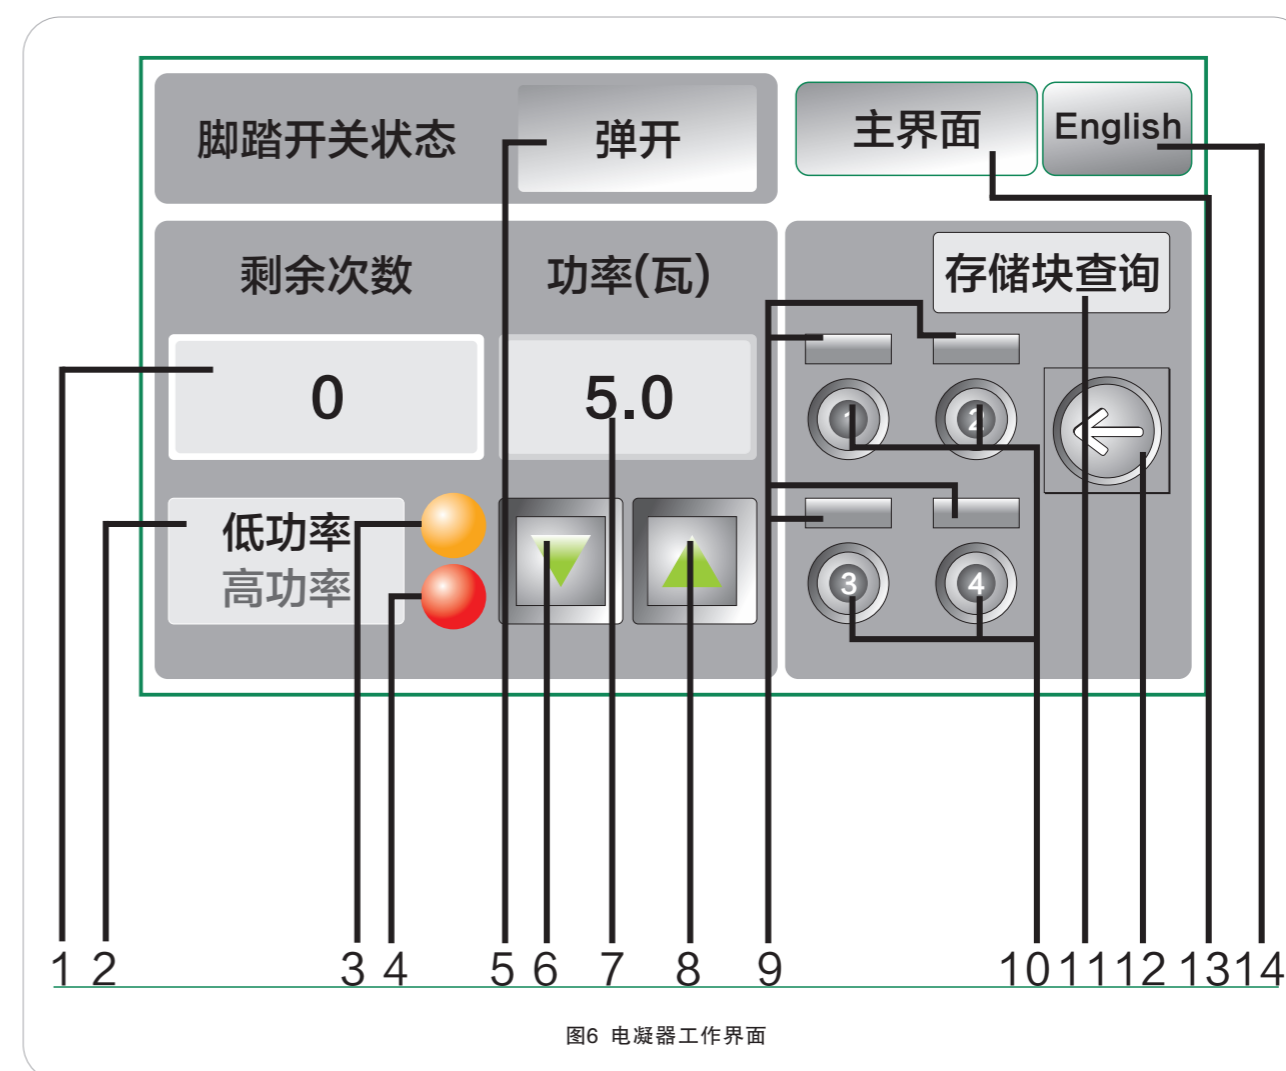 脚踏开关状态 弹开 主界面 English
剩余次数 功率(瓦) 存储块查询
0 5.0
1 2
低功率
高功率
3 4
1 2 3 4 5 6 7 8 9 10 11 12 13 14
图6 电凝器工作界面